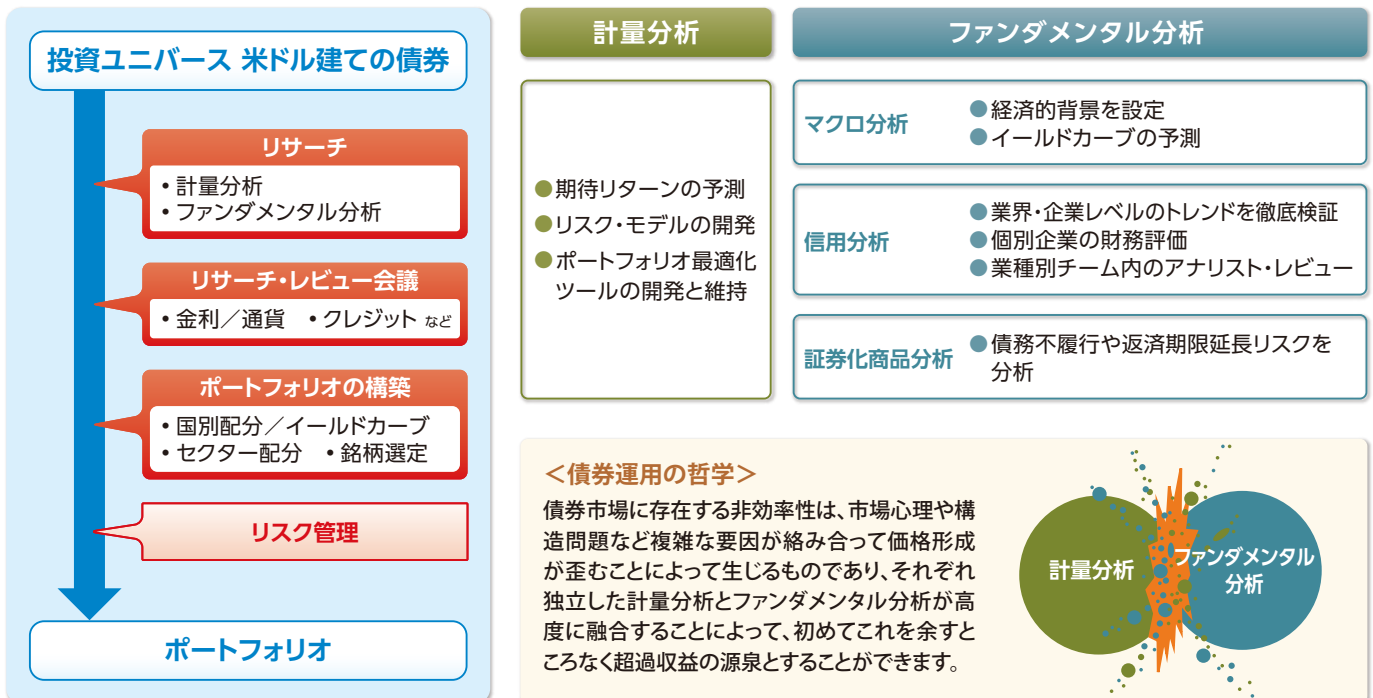 投資ユニバース 米ドル建ての債券
リサーチ
・計量分析
・ファンダメンタル分析
リサーチ・レビュー会議
・金利／通貨 ・クレジット など
ポートフォリオの構築
・国別配分／イールドカーブ
・セクター配分 ・銘柄選定
リスク管理
ポートフォリオ
計量分析
●期待リターンの予測
●リスク・モデルの開発
●ポートフォリオ最適化
ツールの開発と維持
ファンダメンタル分析
マクロ分析
●経済的背景を設定
●イールドカーブの予測
信用分析
●業界・企業レベルのトレンドを徹底検証
●個別企業の財務評価
●業種別チーム内のアナリスト・レビュー
証券化商品分析
●債務不履行や返済期限延長リスクを
分析
＜債券運用の哲学＞
債券市場に存在する非効率性は、市場心理や構
造問題など複雑な要因が絡み合って価格形成
が歪むことによって生じるものであり、それぞれ
独立した計量分析とファンダメンタル分析が高
度に融合することによって、初めてこれを余すと
ころなく超過収益の源泉とすることができます。
計量分析
ファンダメンタル
分析